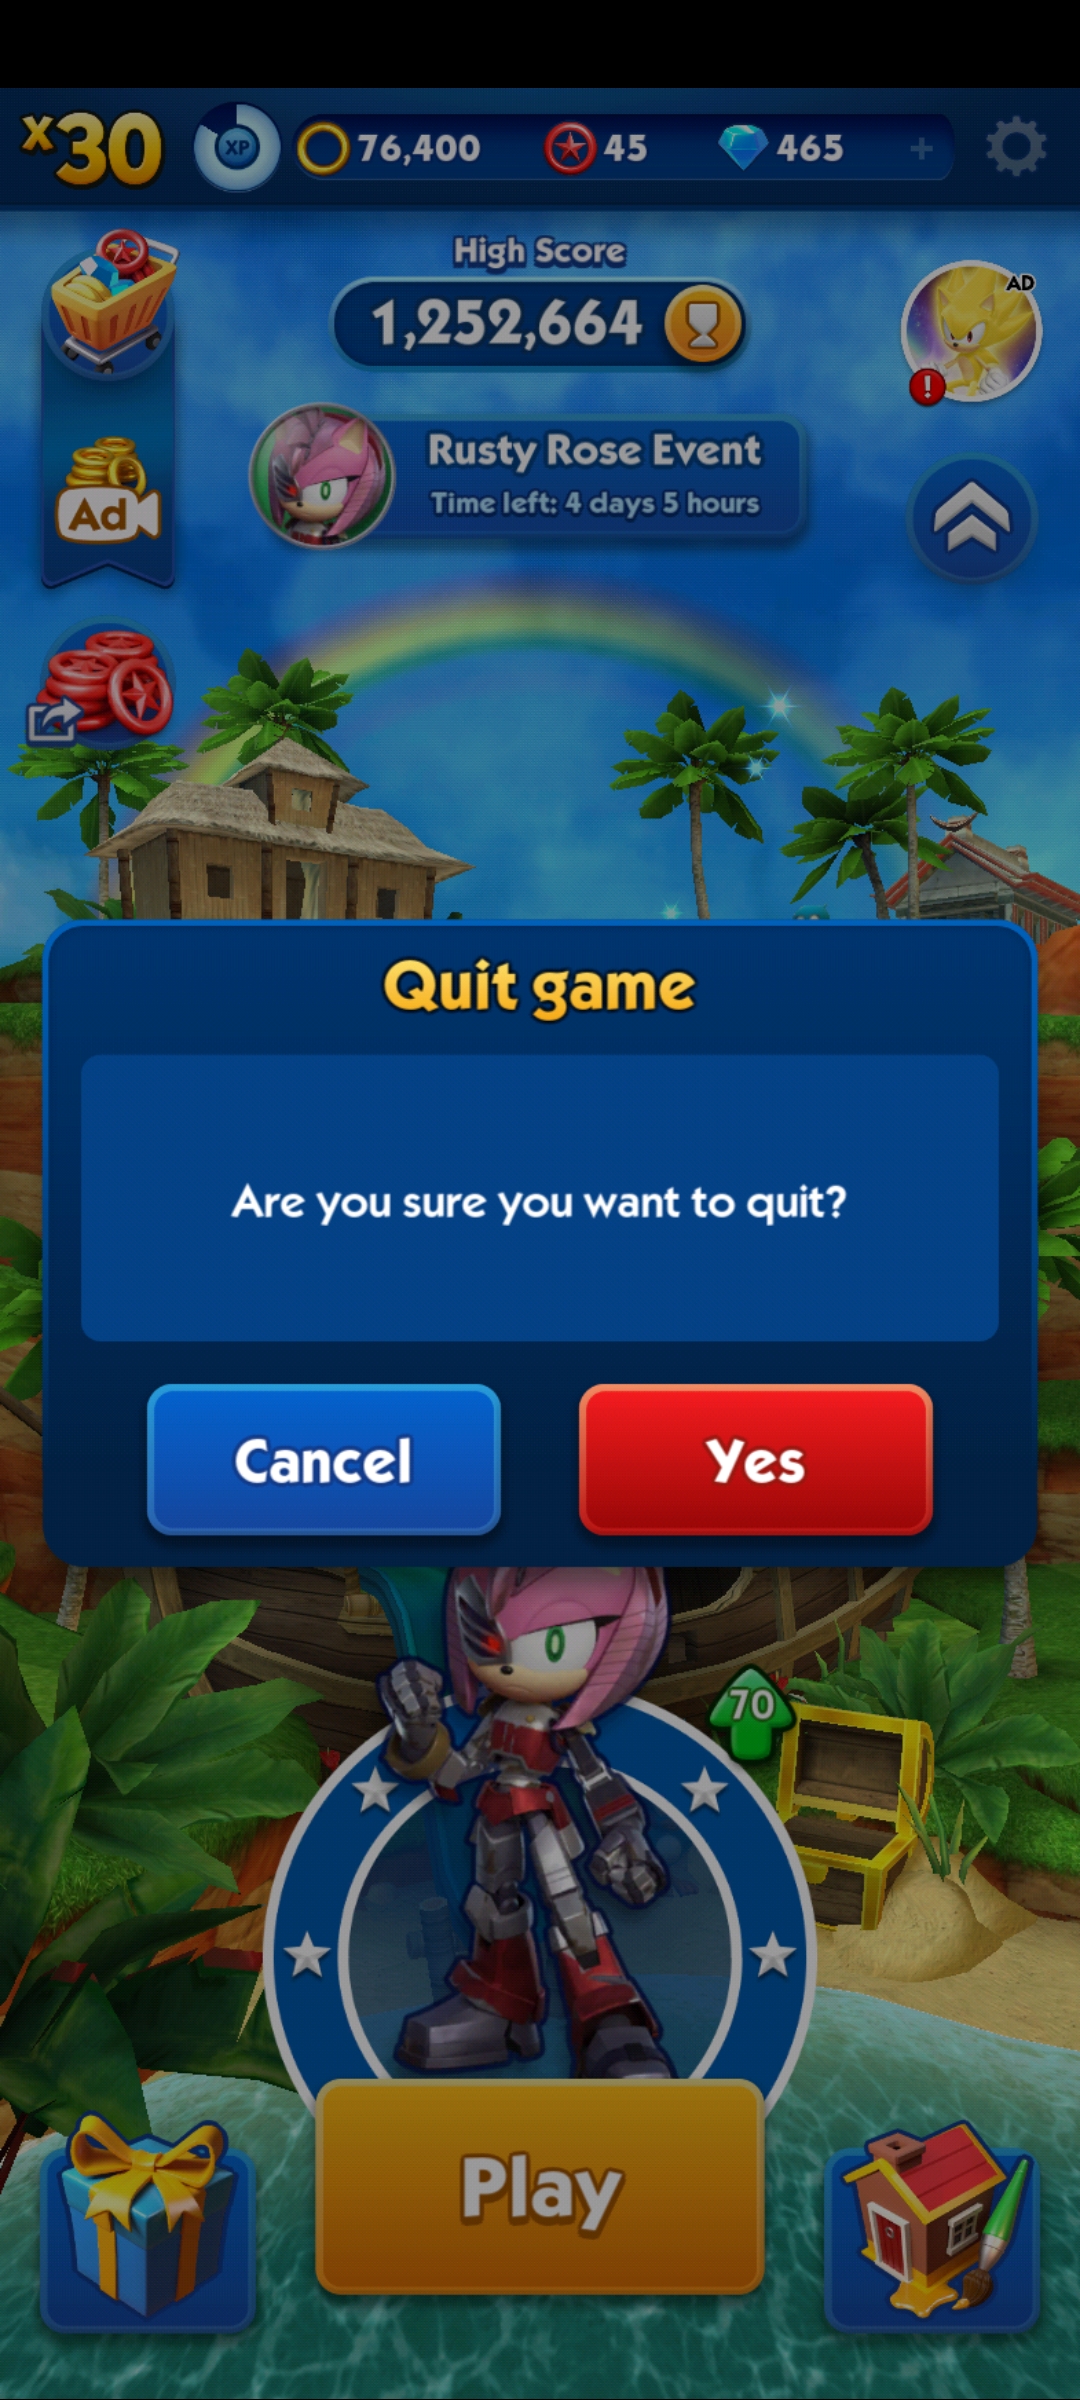 x30
XP
76,400
45
465
+
High Score
1,252,664
AD
!
Rusty Rose Event
Time left: 4 days 5 hours
Ad
Quit game
Are you sure you want to quit?
Cancel
Yes
70
Play